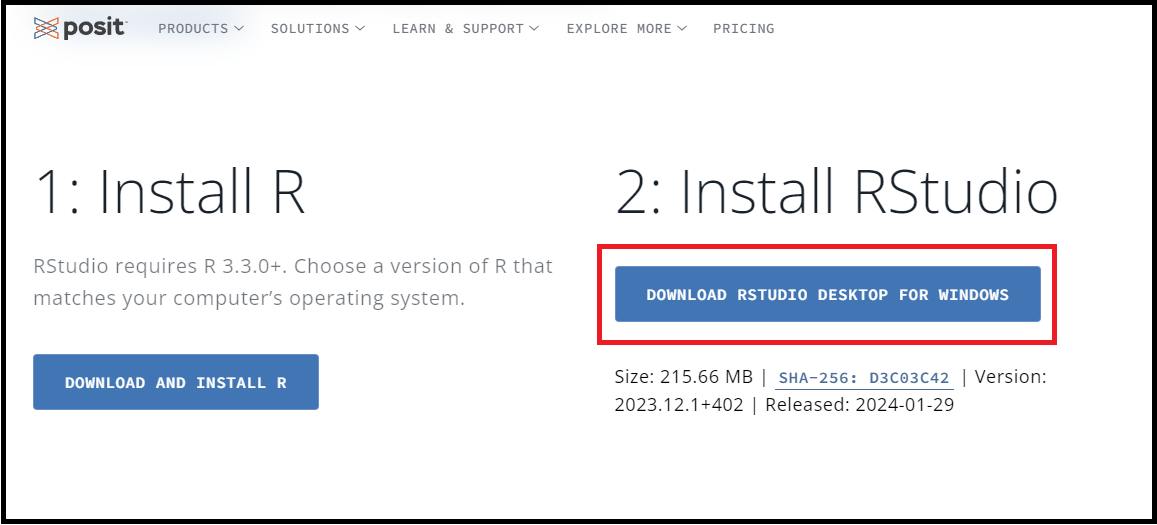 posit
PRODUCTS
SOLUTIONS
LEARN & SUPPORT
EXPLORE MORE
PRICING
1: Install R
RStudio requires R 3.3.0+. Choose a version of R that
matches your computer’s operating system.
DOWNLOAD AND INSTALL R
2: Install RStudio
DOWNLOAD RSTUDIO DESKTOP FOR WINDOWS
Size: 215.66 MB | SHA-256: D3C03C42 | Version:
2023.12.1+402 | Released: 2024-01-29